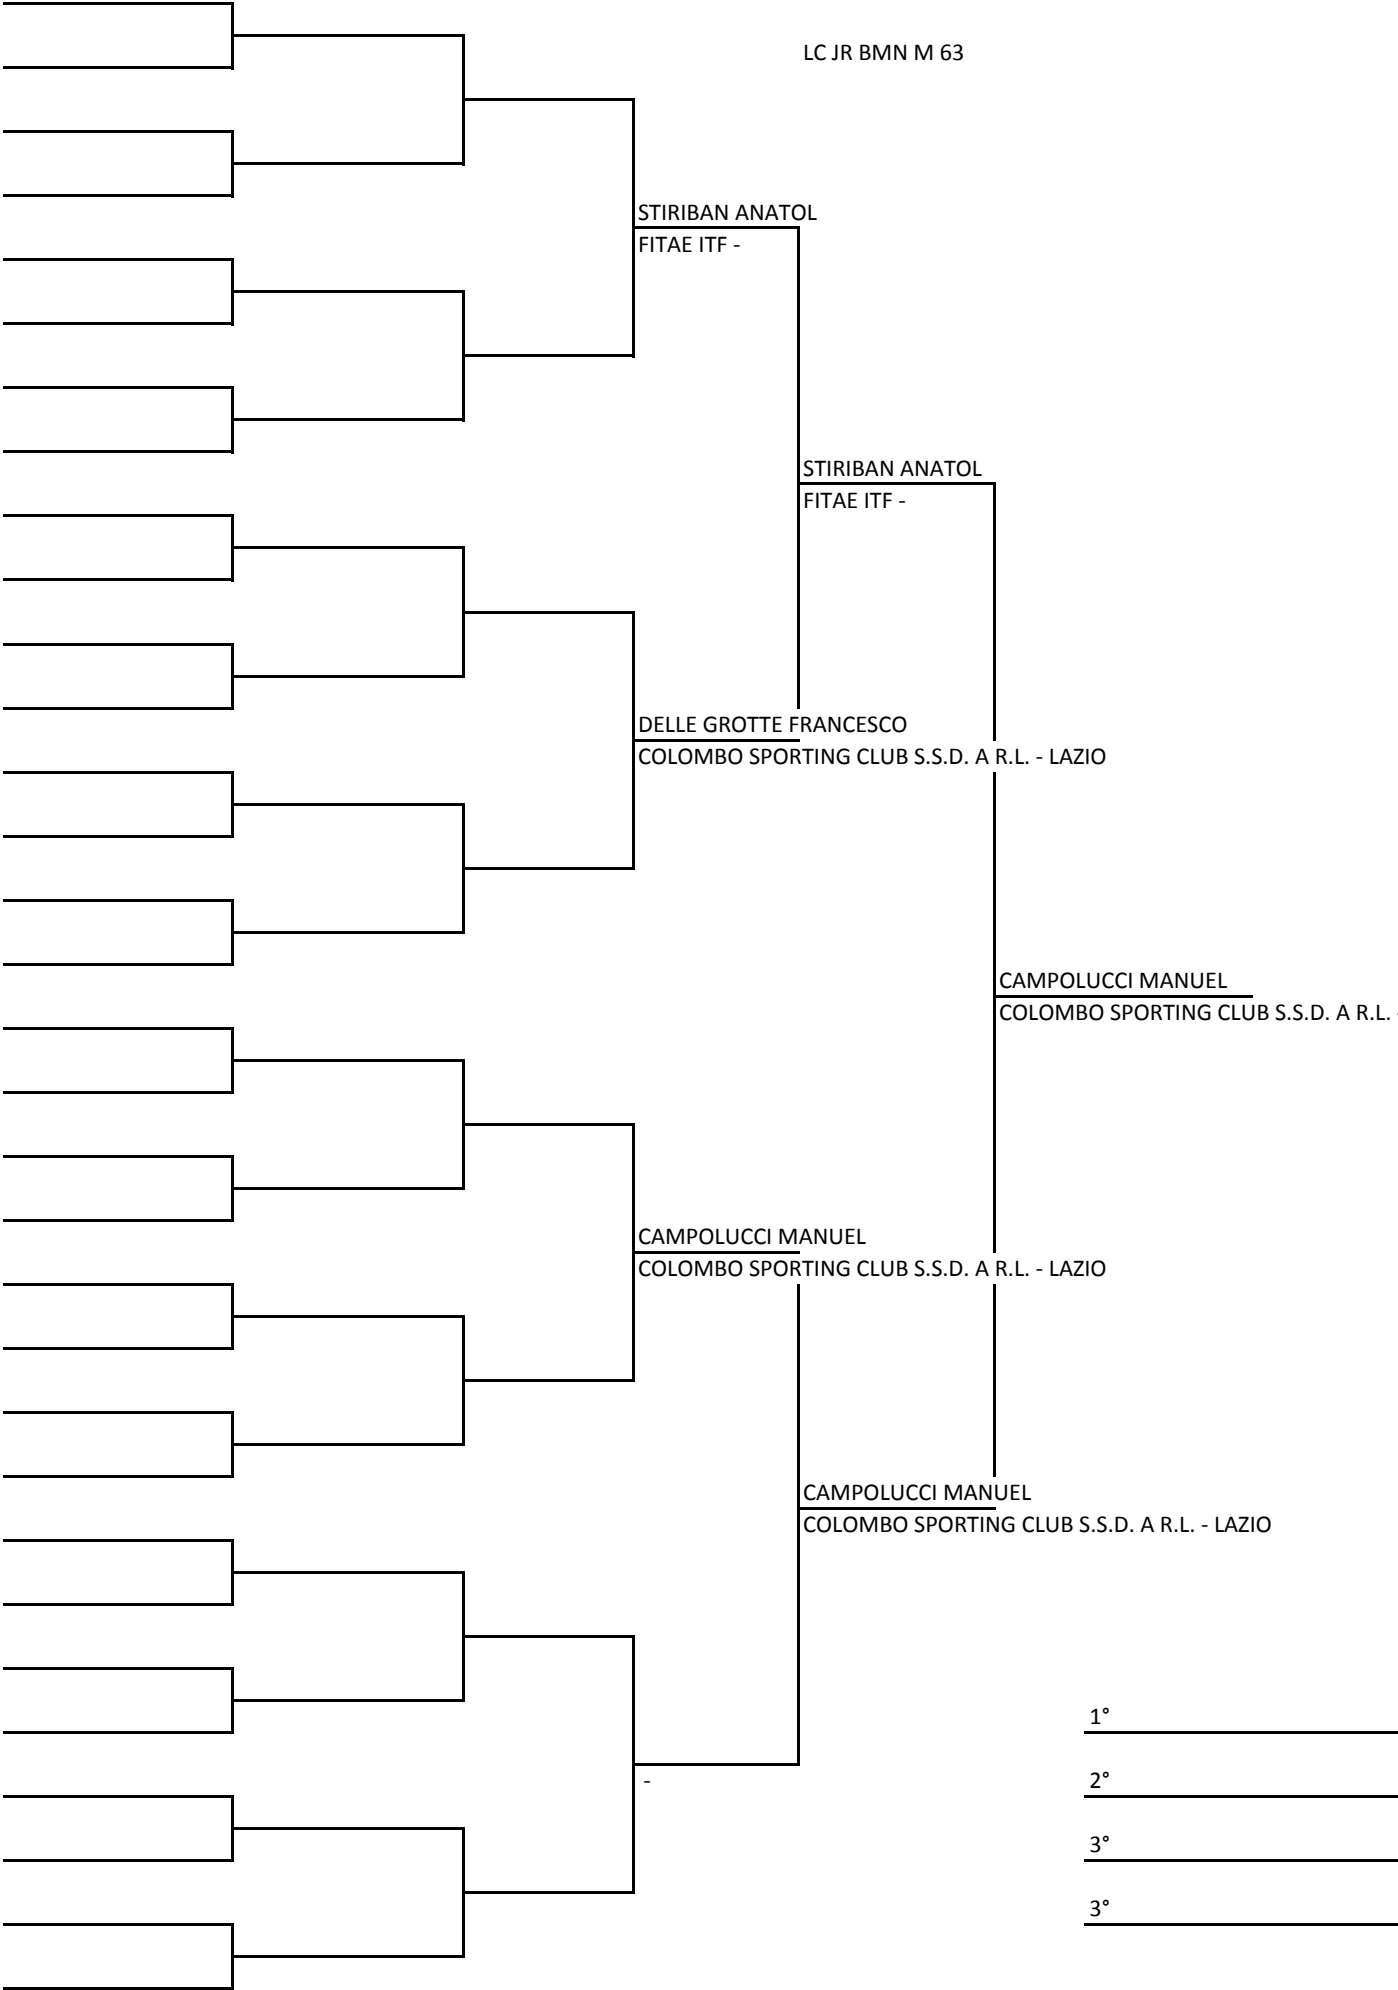 LC JR BMN M 63
STIRIBAN ANATOL
FITAE ITF -
STIRIBAN ANATOL
FITAE ITF -
DELLE GROTTE FRANCESCO
COLOMBO SPORTING CLUB S.S.D. A R.L. - LAZIO
CAMPOLUCCI MANUEL
COLOMBO SPORTING CLUB S.S.D. A R.L. -
CAMPOLUCCI MANUEL
COLOMBO SPORTING CLUB S.S.D. A R.L. - LAZIO
CAMPOLUCCI MANUEL
COLOMBO SPORTING CLUB S.S.D. A R.L. - LAZIO
1°
-
2°
3°
3°